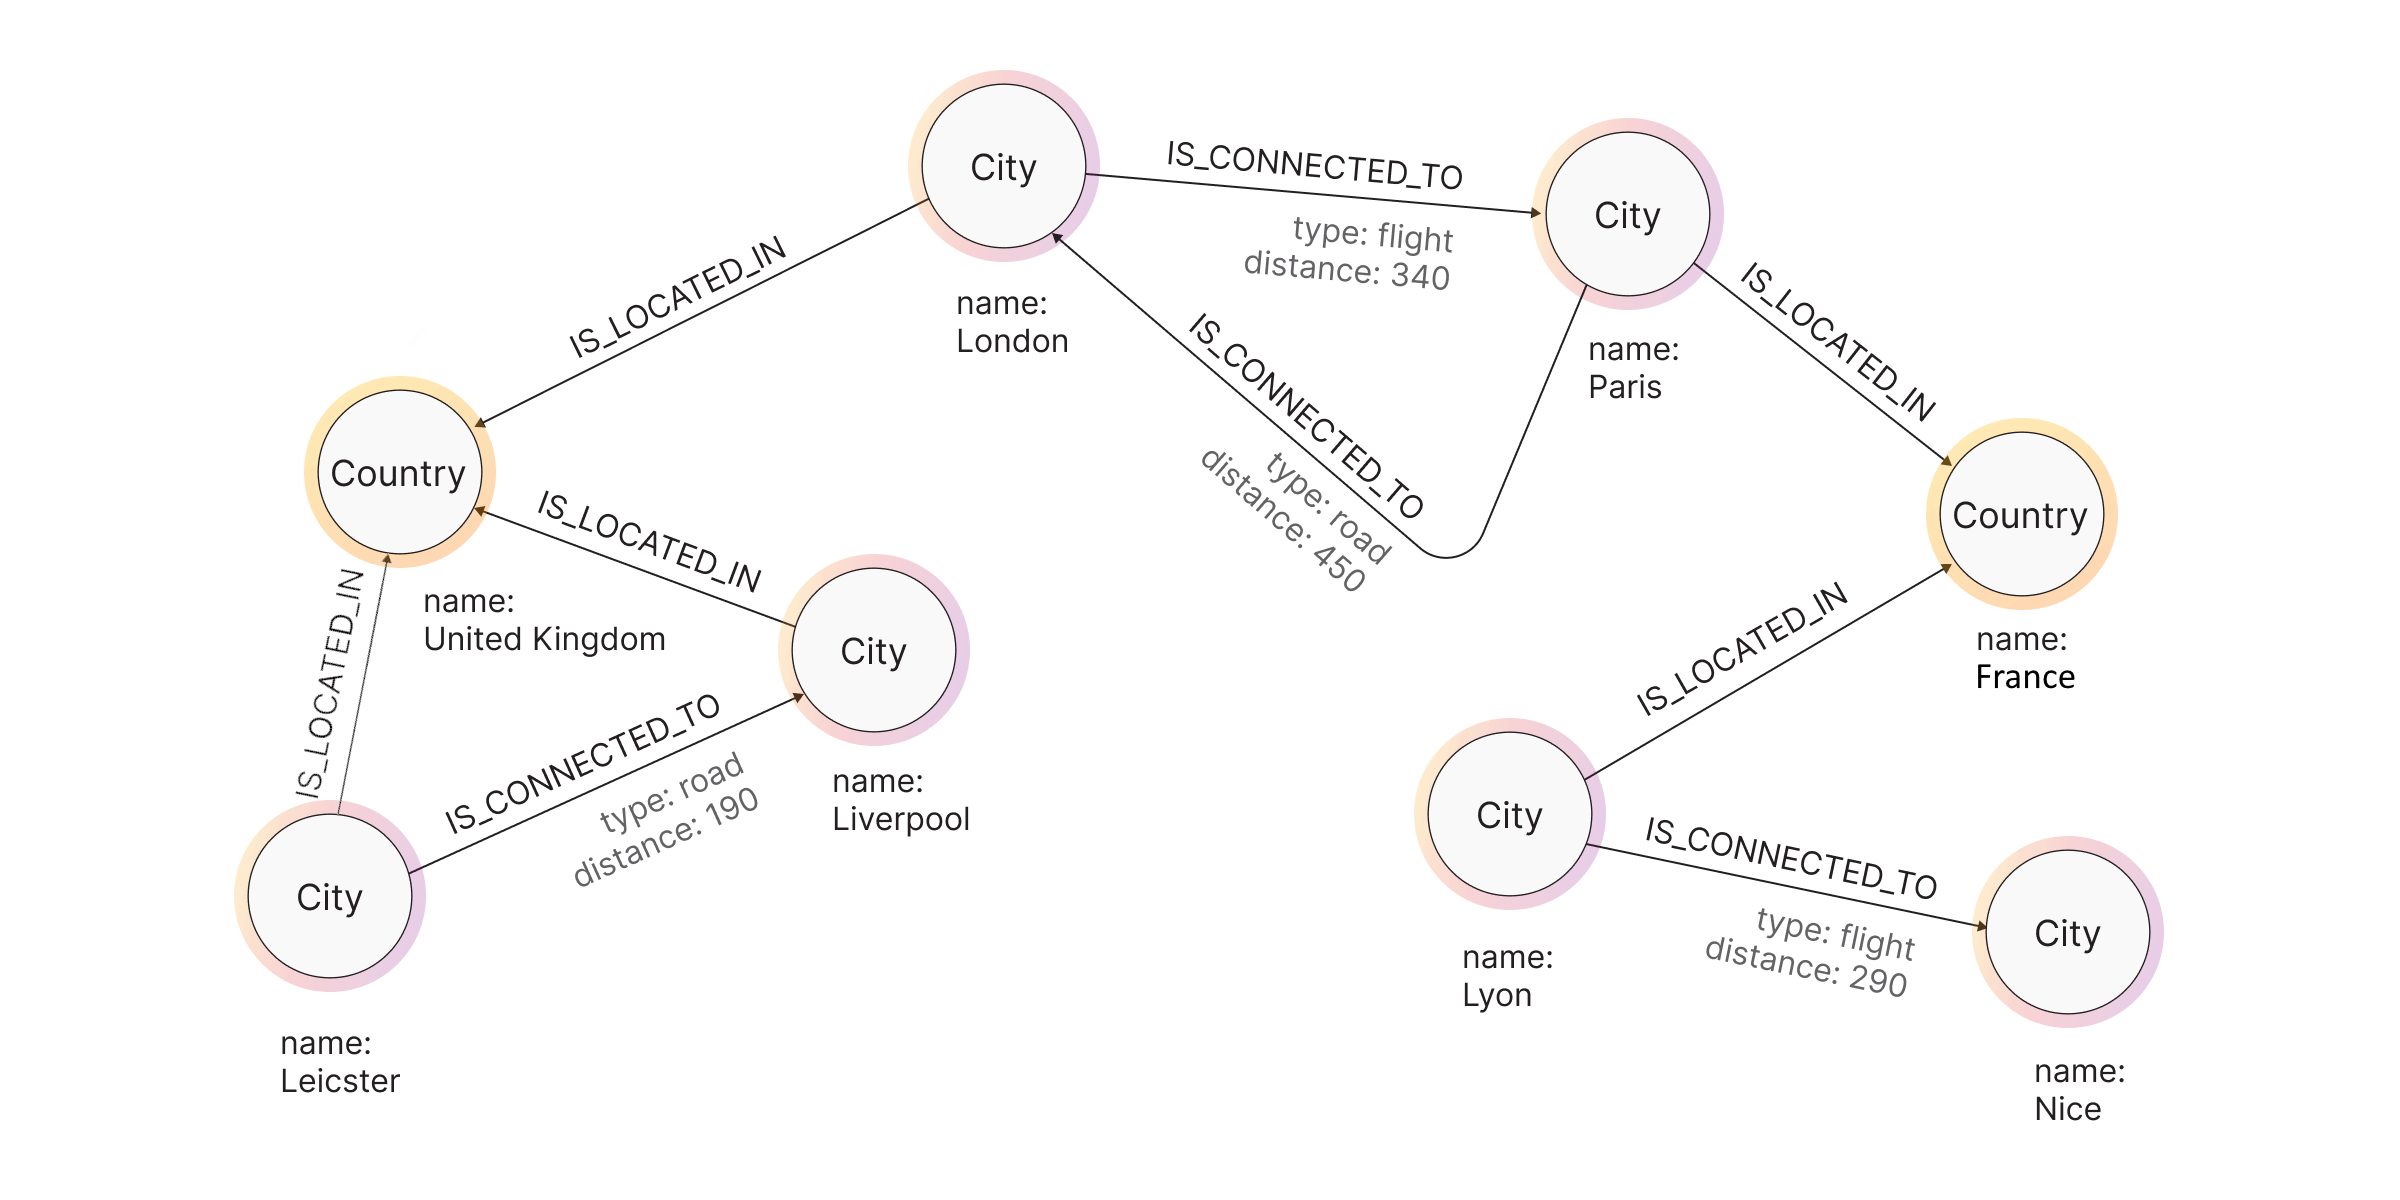 City
IS_CONNECTED_TO
type: flight
distance: 340
City
name:
London
IS_LOCATED_IN
name:
Paris
IS_LOCATED_IN
IS_CONNECTED_TO
type: road
distance: 450
Country
name:
United Kingdom
IS_LOCATED_IN
City
name:
Liverpool
Country
name:
France
IS_LOCATED_IN
IS_CONNECTED_TO
type: road
distance: 190
City
name:
Leicster
IS_LOCATED_IN
City
name:
Lyon
IS_CONNECTED_TO
type: flight
distance: 290
City
name:
Nice